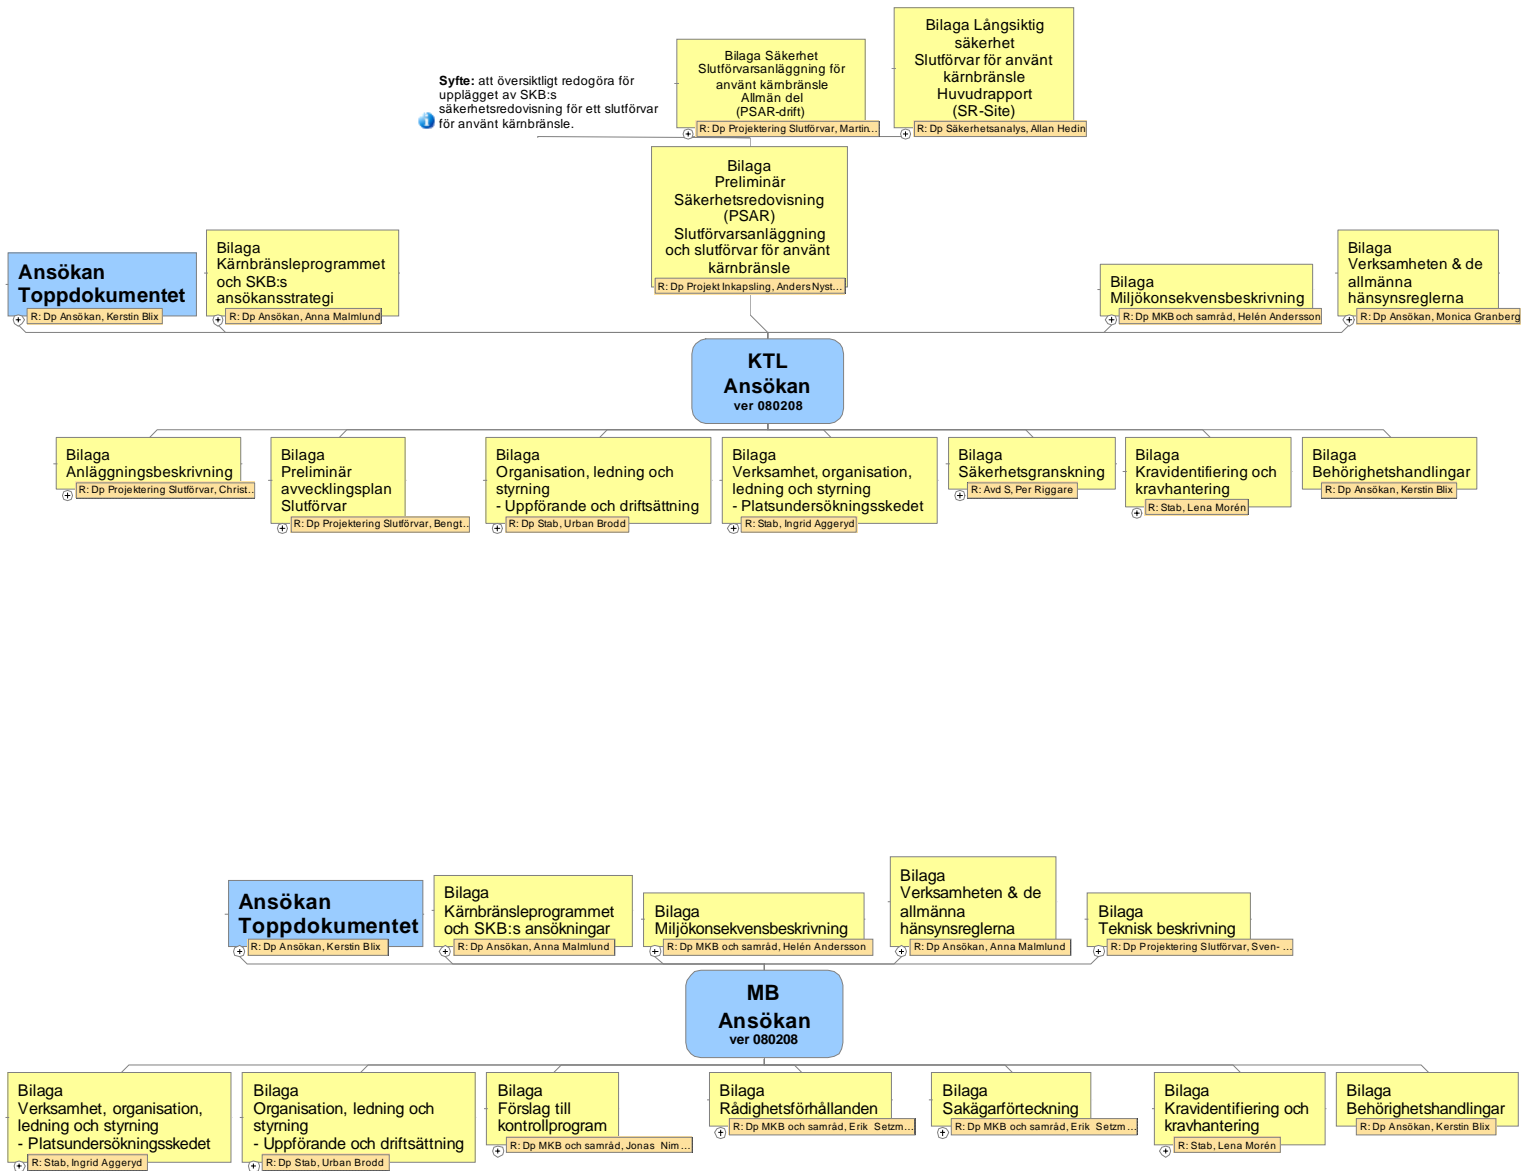 Syfte: att översiktligt redogöra för
upplägget av SKB:s
säkerhetsredovisning för ett slutförvar
för använt kärnbränsle.
Bilaga Säkerhet
Slutförvarsanläggning för
använt kärnbränsle
Allmän del
(PSAR-drift)
R: Dp Projektering Slutförvar, Martin...
Bilaga Långsiktig
säkerhet
Slutförvar för använt
kärnbränsle
Huvudrapport
(SR-Site)
R: Dp Säkerhetsanalys, Allan Hedin
Bilaga
Preliminär
Säkerhetsredovisning
(PSAR)
Slutförvarsanläggning
och slutförvar för använt
kärnbränsle
R: Dp Projekt Inkapsling, Anders Nyst...
Ansökan
Toppdokumentet
R: Dp Ansökan, Kerstin Blix
Bilaga
Kärnbränsleprogrammet
och SKB:s
ansökansstrategi
R: Dp Ansökan, Anna Malmlund
Bilaga
Miljökonsekvensbeskrivning
R: Dp MKB och samråd, Helén Andersson
Bilaga
Verksamheten & de
allmänna
hänsynsreglerna
R: Dp Ansökan, Monica Granberg
KTL
Ansökan
ver 080208
Bilaga
Anläggningsbeskrivning
R: Dp Projektering Slutförvar, Christ...
Bilaga
Preliminär
avvecklingsplan
Slutförvar
R: Dp Projektering Slutförvar, Bengt...
Bilaga
Organisation, ledning och
styrning
- Uppförande och driftsättning
R: Dp Stab, Urban Brodd
Bilaga
Verksamhet, organisation,
ledning och styrning
- Platsundersökningsskedet
R: Stab, Ingrid Aggeryd
Bilaga
Säkerhetsgranskning
R: Avd S, Per Riggare
Bilaga
Kravidentifiering och
kravhantering
R: Stab, Lena Morén
Bilaga
Behörighetshandlingar
R: Dp Ansökan, Kerstin Blix
Ansökan
Toppdokumentet
R: Dp Ansökan, Kerstin Blix
Bilaga
Kärnbränsleprogrammet
och SKB:s ansökningar
R: Dp Ansökan, Anna Malmlund
Bilaga
Miljökonsekvensbeskrivning
R: Dp MKB och samråd, Helén Andersson
Bilaga
Verksamheten & de
allmänna
hänsynsreglerna
R: Dp Ansökan, Anna Malmlund
Bilaga
Teknisk beskrivning
R: Dp Projektering Slutförvar, Sven- ...
MB
Ansökan
ver 080208
Bilaga
Verksamhet, organisation,
ledning och styrning
- Platsundersökningsskedet
R: Stab, Ingrid Aggeryd
Bilaga
Organisation, ledning och
styrning
- Uppförande och driftsättning
R: Dp Stab, Urban Brodd
Bilaga
Förslag till
kontrollprogram
R: Dp MKB och samråd, Jonas Nim...
Bilaga
Rådighetsförhållanden
R: Dp MKB och samråd, Erik Setzm...
Bilaga
Sakägarförteckning
R: Dp MKB och samråd, Erik Setzm...
Bilaga
Kravidentifiering och
kravhantering
R: Stab, Lena Morén
Bilaga
Behörighetshandlingar
R: Dp Ansökan, Kerstin Blix